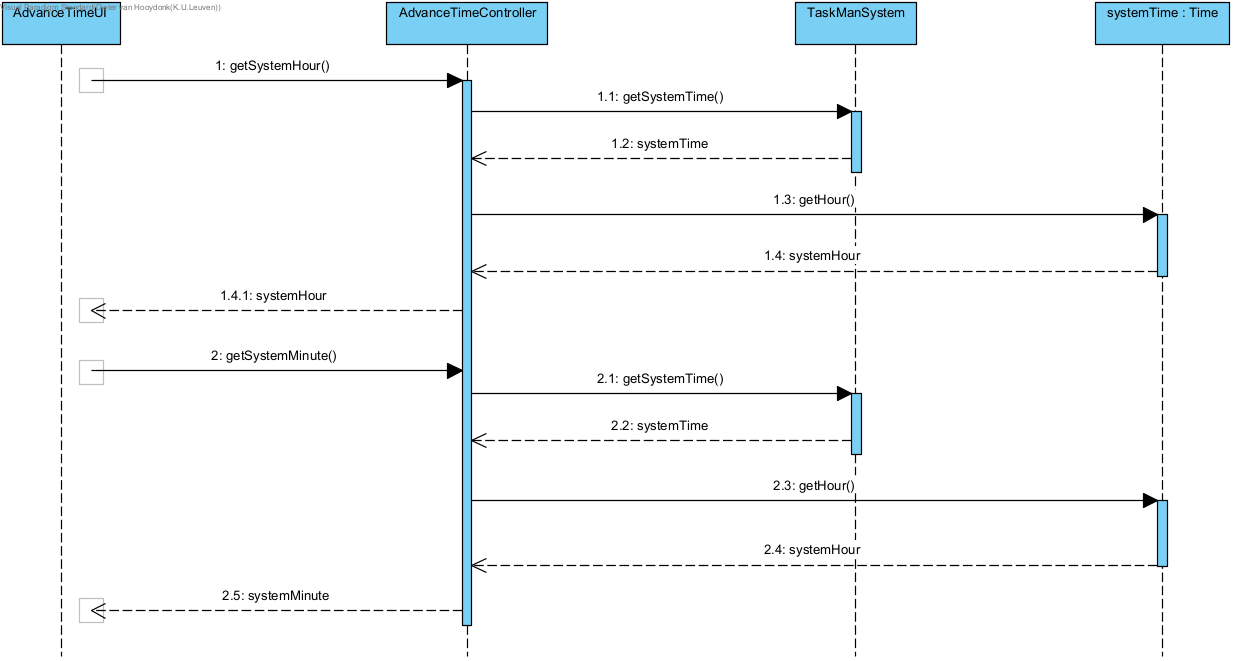 AdvanceTimeUI
AdvanceTimeController
TaskManSystem
systemTime : Time
1: getSystemHour()
1.1: getSystemTime()
1.2: systemTime
1.3: getHour()
1.4: systemHour
1.4.1: systemHour
2: getSystemMinute()
2.1: getSystemTime()
2.2: systemTime
2.3: getHour()
2.4: systemHour
2.5: systemMinute
van Hooydonk(K.U.Leuven))